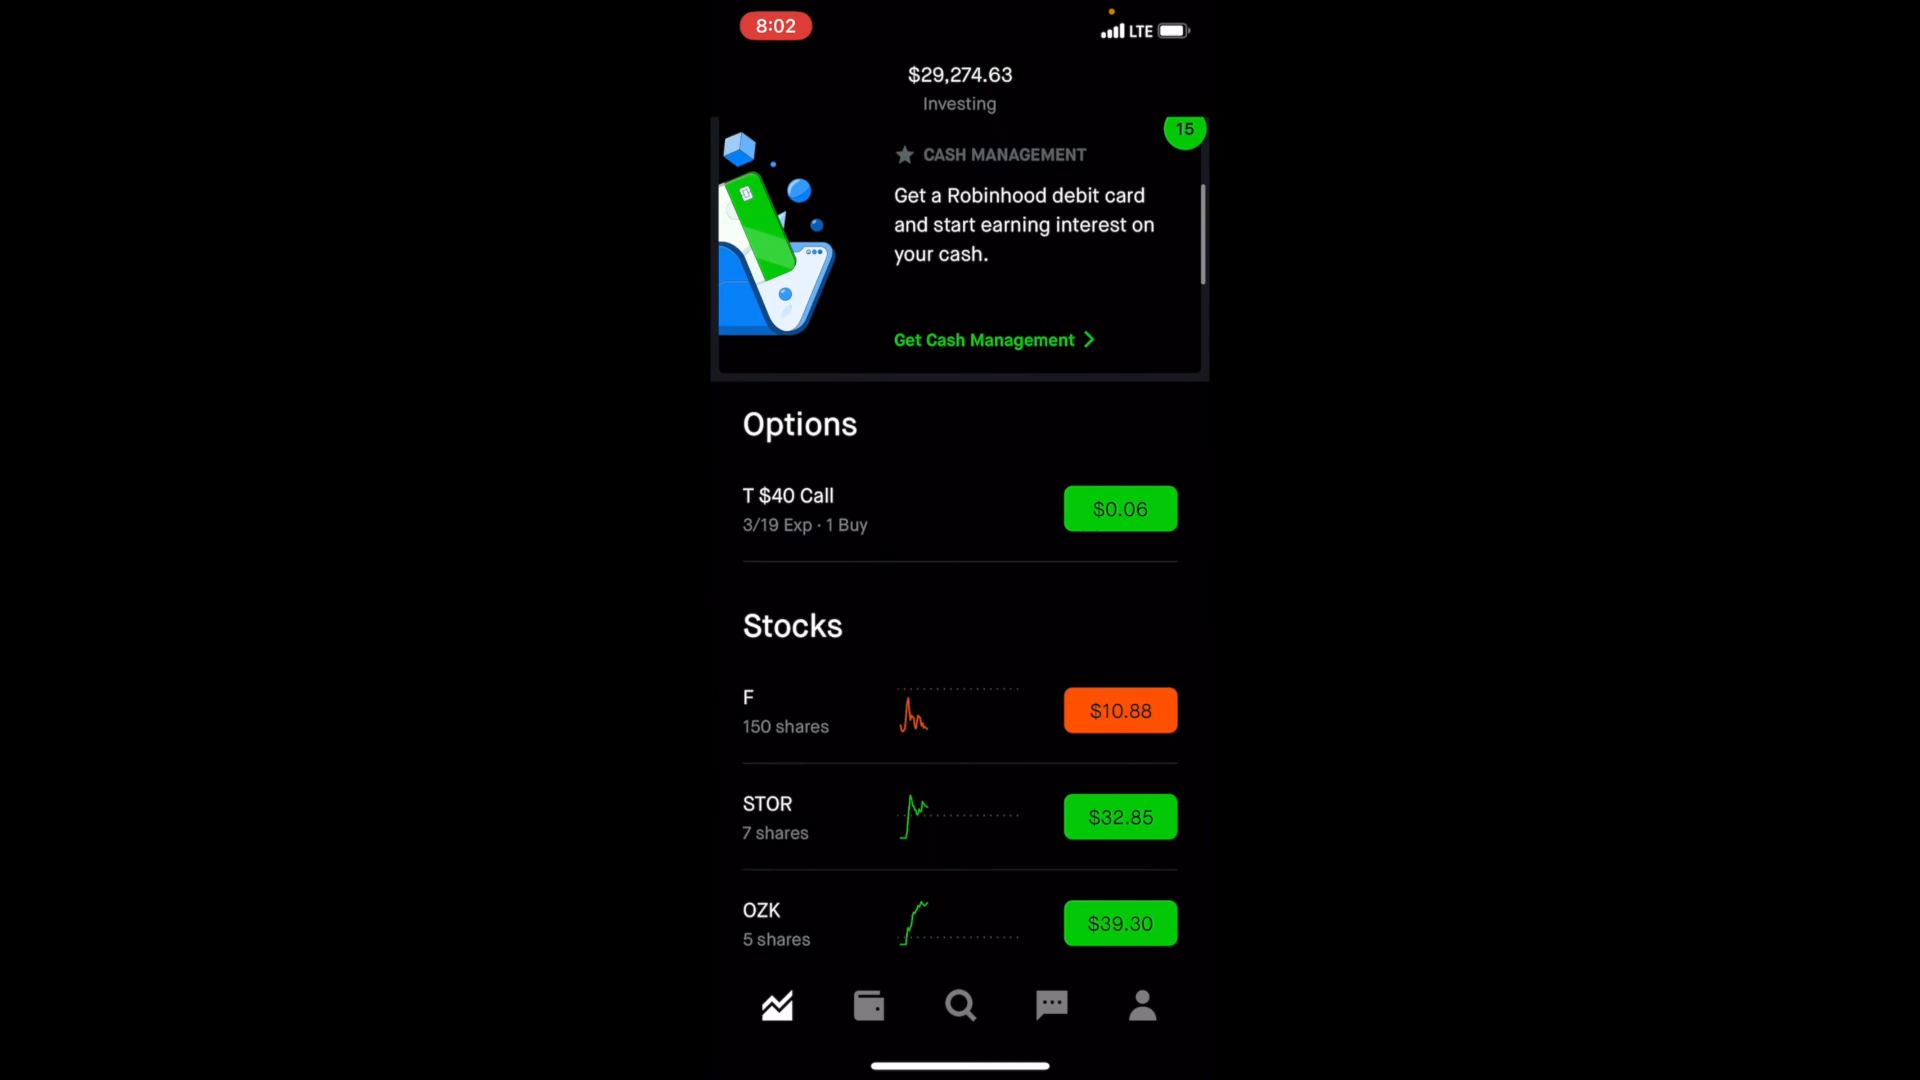 8:02
LTE
$29,274.63
Investing
15
CASH MANAGEMENT
Get a Robinhood debit card
and start earning interest on
your cash.
Get Cash Management
Options
T $40 Call
$0.06
3/19 Exp · 1 Buy
Stocks
F
$10.88
150 shares
STOR
$32.85
7 shares
OZK
$39.30
5 shares